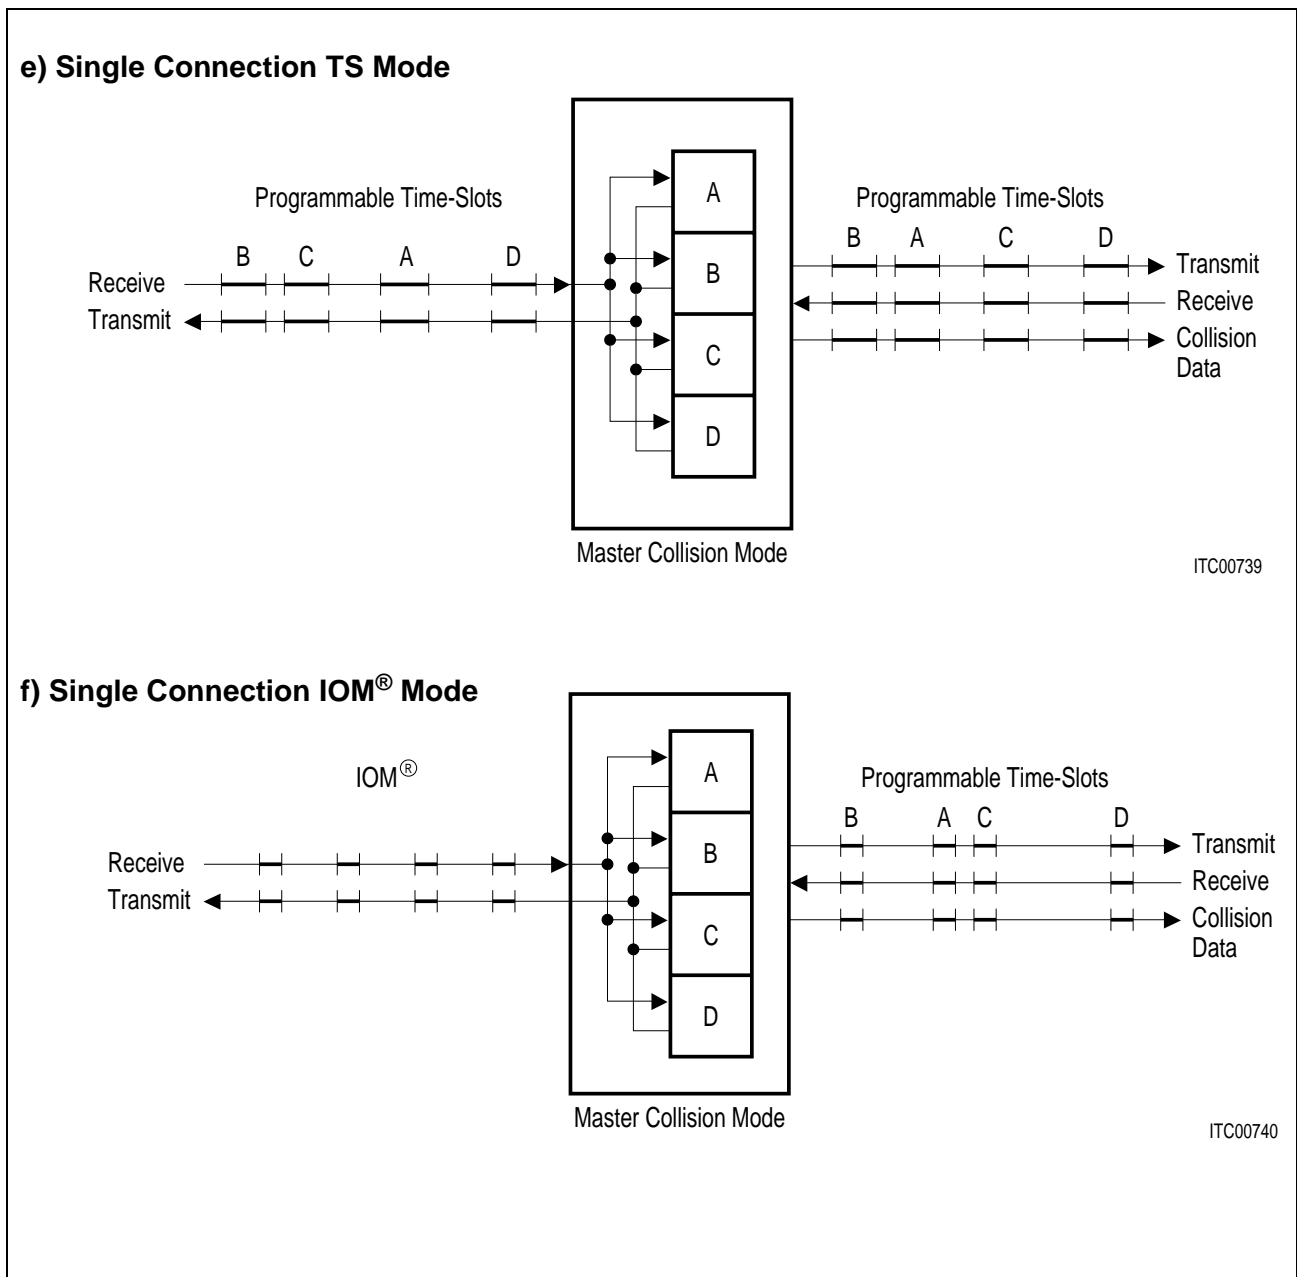 e) Single Connection TS Mode
Programmable Time-Slots
B C A D
Receive
Transmit
A
B
C
D
Programmable Time-Slots
B A C D
Transmit
Receive
Collision
Data
Master Collision Mode
ITC00739
f) Single Connection IOM® Mode
IOM®
Receive
Transmit
A
B
C
D
Programmable Time-Slots
B A C D
Transmit
Receive
Collision
Data
Master Collision Mode
ITC00740